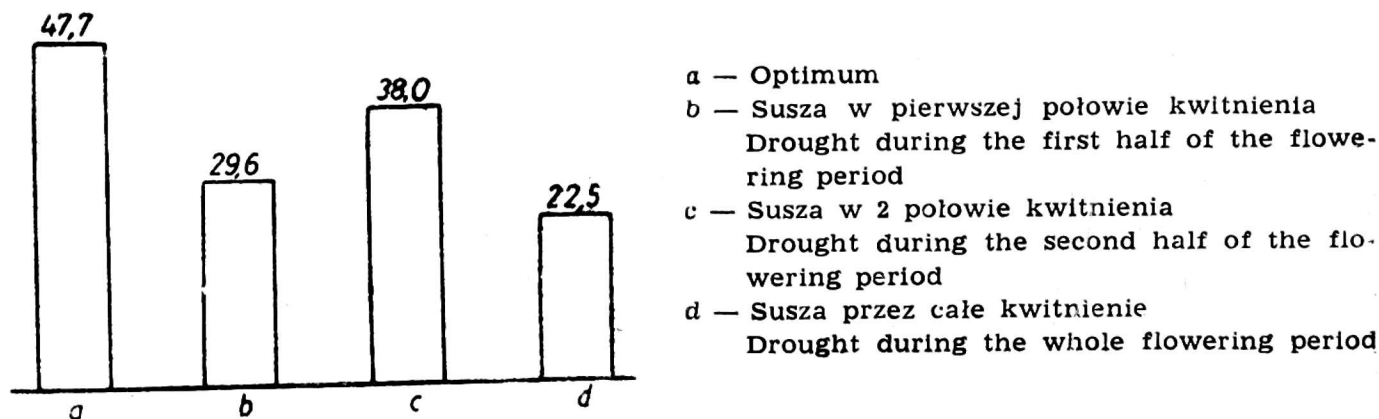 47,7
29,6
38,0
22,5
a
b
c
d
a — Optimum
b — Susza w pierwszej połowie kwitnienia
Drought during the first half of the flowe-
ring period
c — Susza w 2 połowie kwitnienia
Drought during the second half of the flo-
wering period
d — Susza przez całe kwitnienie
Drought during the whole flowering period